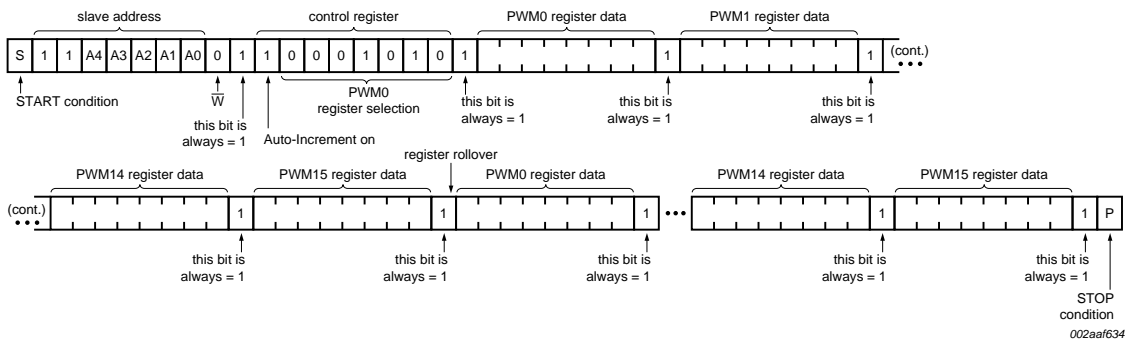 slave address control register PWM0 register data PWM1 register data
S 1 1 A4 A3 A2 A1 A0 0 1 1 0 0 0 1 0 1 0 1 1 1 (cont.)
START condition W PWM0 register selection this bit is always = 1 this bit is always = 1 this bit is always = 1
this bit is always = 1 Auto-Increment on
register rollover
PWM14 register data PWM15 register data PWM0 register data PWM14 register data PWM15 register data
(cont.) 1 1 1 1 1 P
this bit is always = 1 this bit is always = 1 this bit is always = 1 this bit is always = 1 this bit is always = 1
STOP condition
002aaf634